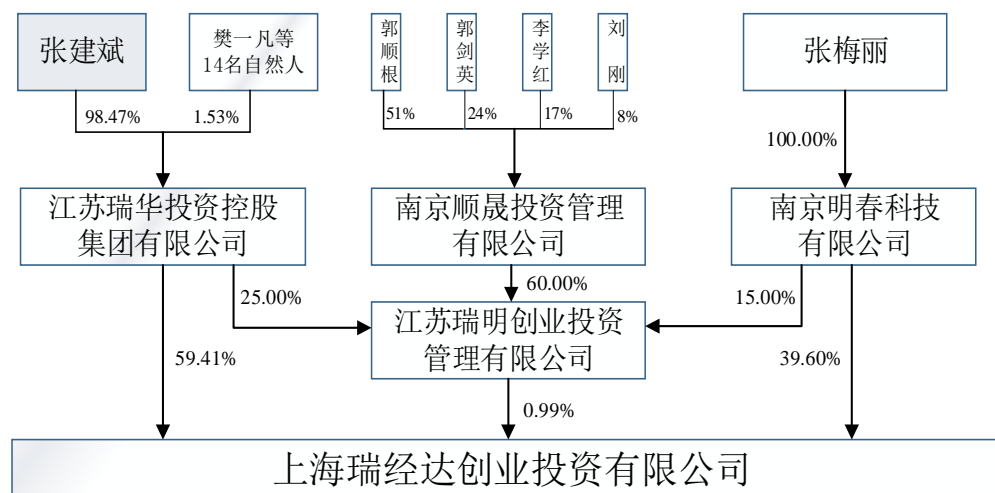 张建斌
樊一凡等
14名自然人
郭顺根
郭剑英
李学红
刘刚
张梅丽
98.47%
1.53%
51%
24%
17%
8%
100.00%
江苏瑞华投资控股
集团有限公司
南京顺晟投资管理
有限公司
南京明春科技
有限公司
25.00%
60.00%
15.00%
江苏瑞明创业投资
管理有限公司
59.41%
39.60%
0.99%
上海瑞经达创业投资有限公司